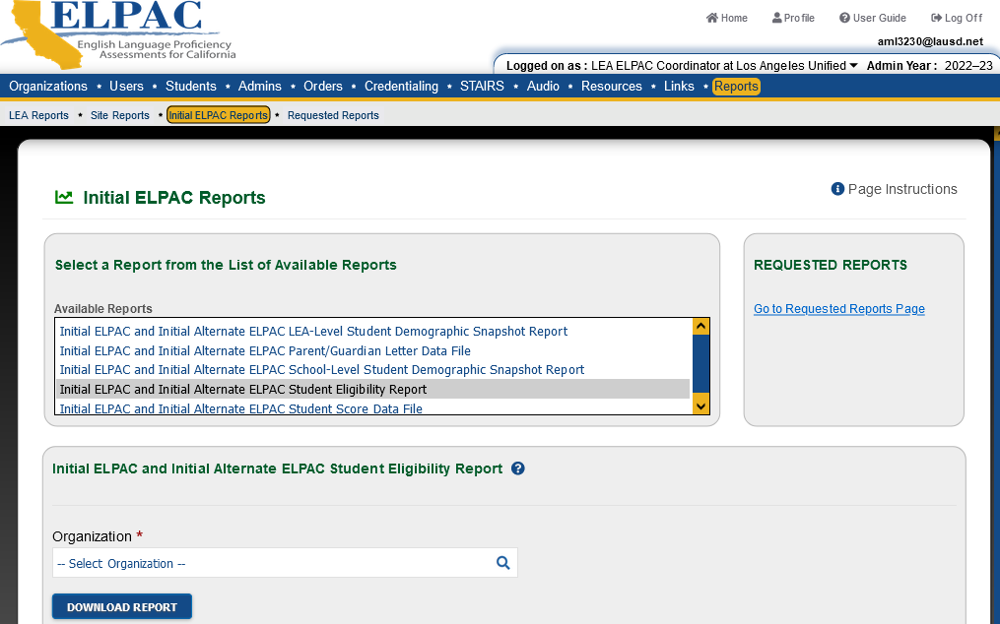 ELPAC
English Language Proficiency
Assessments for California
Home Profile User Guide Log Off
aml3230@lausd.net
Logged on as : LEA ELPAC Coordinator at Los Angeles Unified Admin Year : 2022–23
Organizations • Users • Students • Admins • Orders • Credentialing • STAIRS • Audio • Resources • Links • Reports
LEA Reports • Site Reports • Initial ELPAC Reports • Requested Reports
Page Instructions
Initial ELPAC Reports
Select a Report from the List of Available Reports
Available Reports
Initial ELPAC and Initial Alternate ELPAC LEA-Level Student Demographic Snapshot Report
Initial ELPAC and Initial Alternate ELPAC Parent/Guardian Letter Data File
Initial ELPAC and Initial Alternate ELPAC School-Level Student Demographic Snapshot Report
Initial ELPAC and Initial Alternate ELPAC Student Eligibility Report
Initial ELPAC and Initial Alternate ELPAC Student Score Data File
REQUESTED REPORTS
Go to Requested Reports Page
Initial ELPAC and Initial Alternate ELPAC Student Eligibility Report
Organization *
-- Select Organization --
DOWNLOAD REPORT